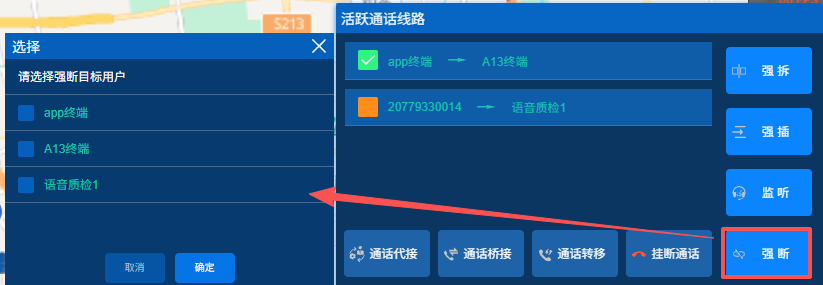 S213
选择
请选择强断目标用户
app终端
A13终端
语音质检1
取消
确定
活跃通话线路
app终端
A13终端
20779330014
语音质检1
强拆
强插
监听
强断
通话代接
通话桥接
通话转移
挂断通话